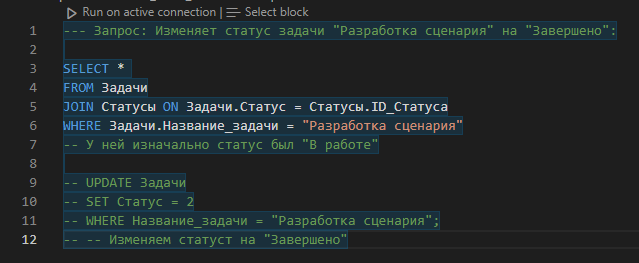 Run on active connection | Select block
1 --- Запрос: Изменяет статус задачи "Разработка сценария" на "Завершено":
2
3 SELECT *
4 FROM Задачи
5 JOIN Статусы ON Задачи.Статус = Статусы.ID_Статуса
6 WHERE Задачи.Название_задачи = "Разработка сценария"
7 -- У ней изначально статус был "В работе"
8
9 -- UPDATE Задачи
10 -- SET Статус = 2
11 -- WHERE Название_задачи = "Разработка сценария";
12 -- -- Изменяем статуст на "Завершено"